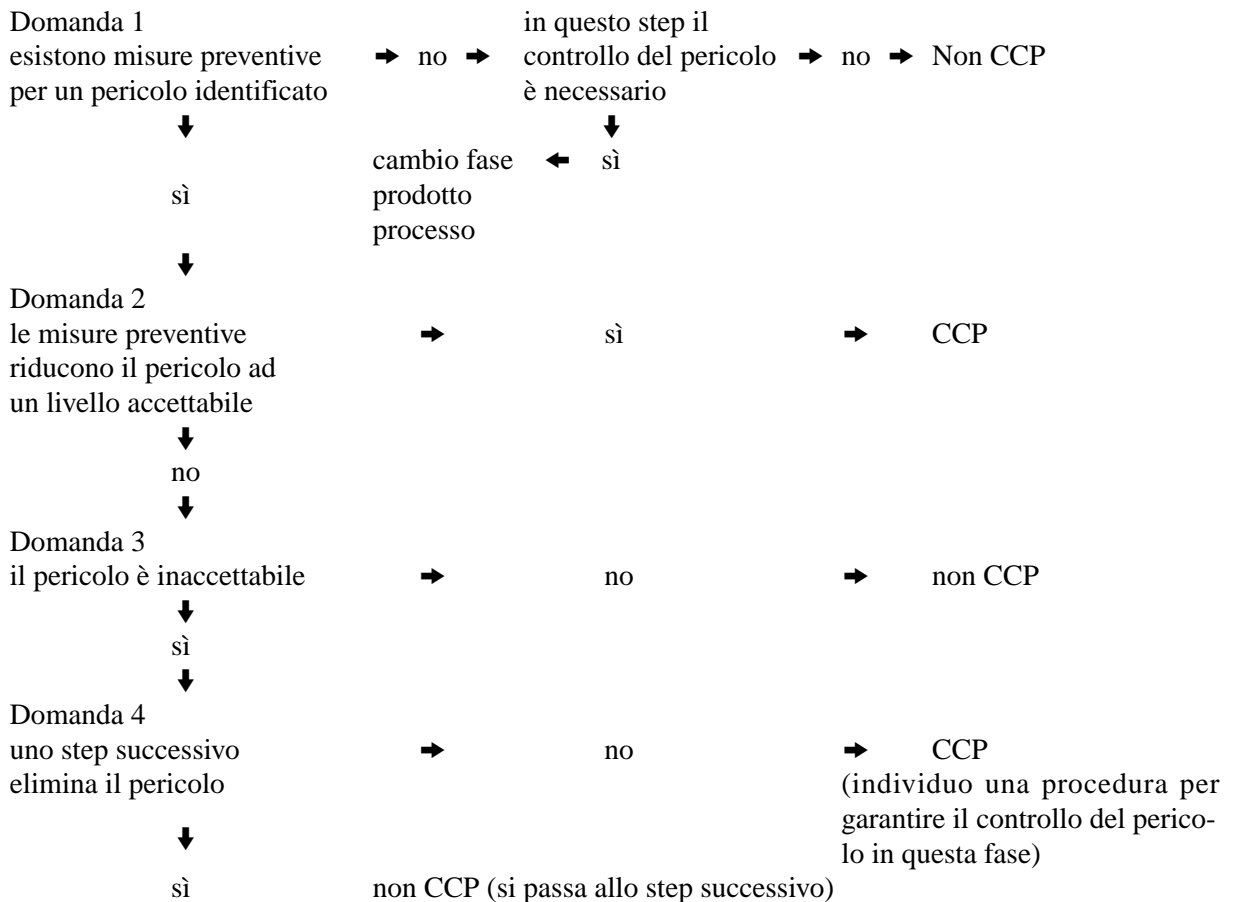 Domanda 1
esistono misure preventive
per un pericolo identificato
no
in questo step il
controllo del pericolo
è necessario
no
Non CCP
sì
cambio fase
prodotto
processo
sì
Domanda 2
le misure preventive
riducono il pericolo ad
un livello accettabile
sì
CCP
no
Domanda 3
il pericolo è inaccettabile
no
non CCP
sì
Domanda 4
uno step successivo
elimina il pericolo
no
CCP
(individuo una procedura per
garantire il controllo del perico-
lo in questa fase)
sì
non CCP (si passa allo step successivo)